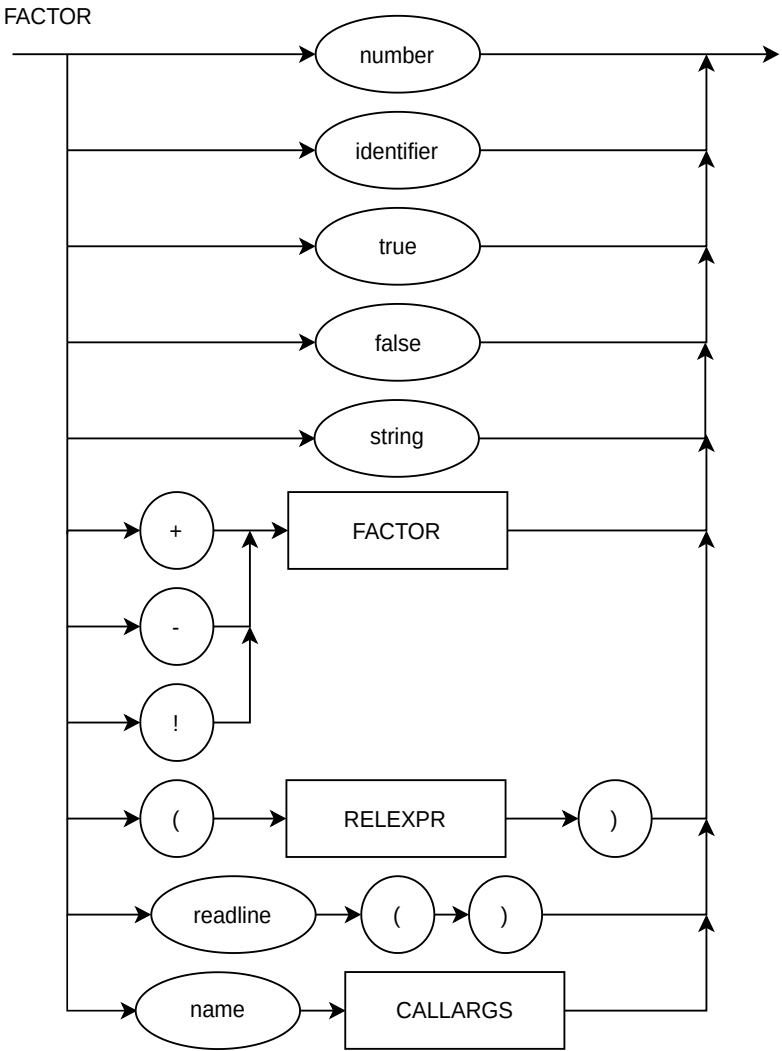 FACTOR
number
identifier
true
false
string
+ FACTOR
-
!
( RELEXPR )
readline ( )
name CALLARGS